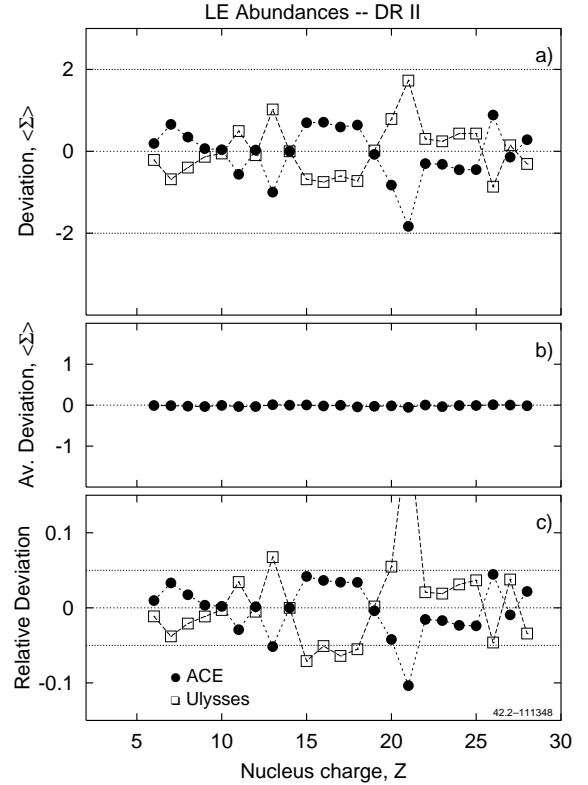 LE Abundances -- DR II
a)
2
0
-2
Deviation, <Σ>
b)
1
0
-1
Av. Deviation, <Σ>
c)
0.1
0
-0.1
Relative Deviation
ACE
Ulysses
42.2–111348
5 10 15 20 25 30
Nucleus charge, Z